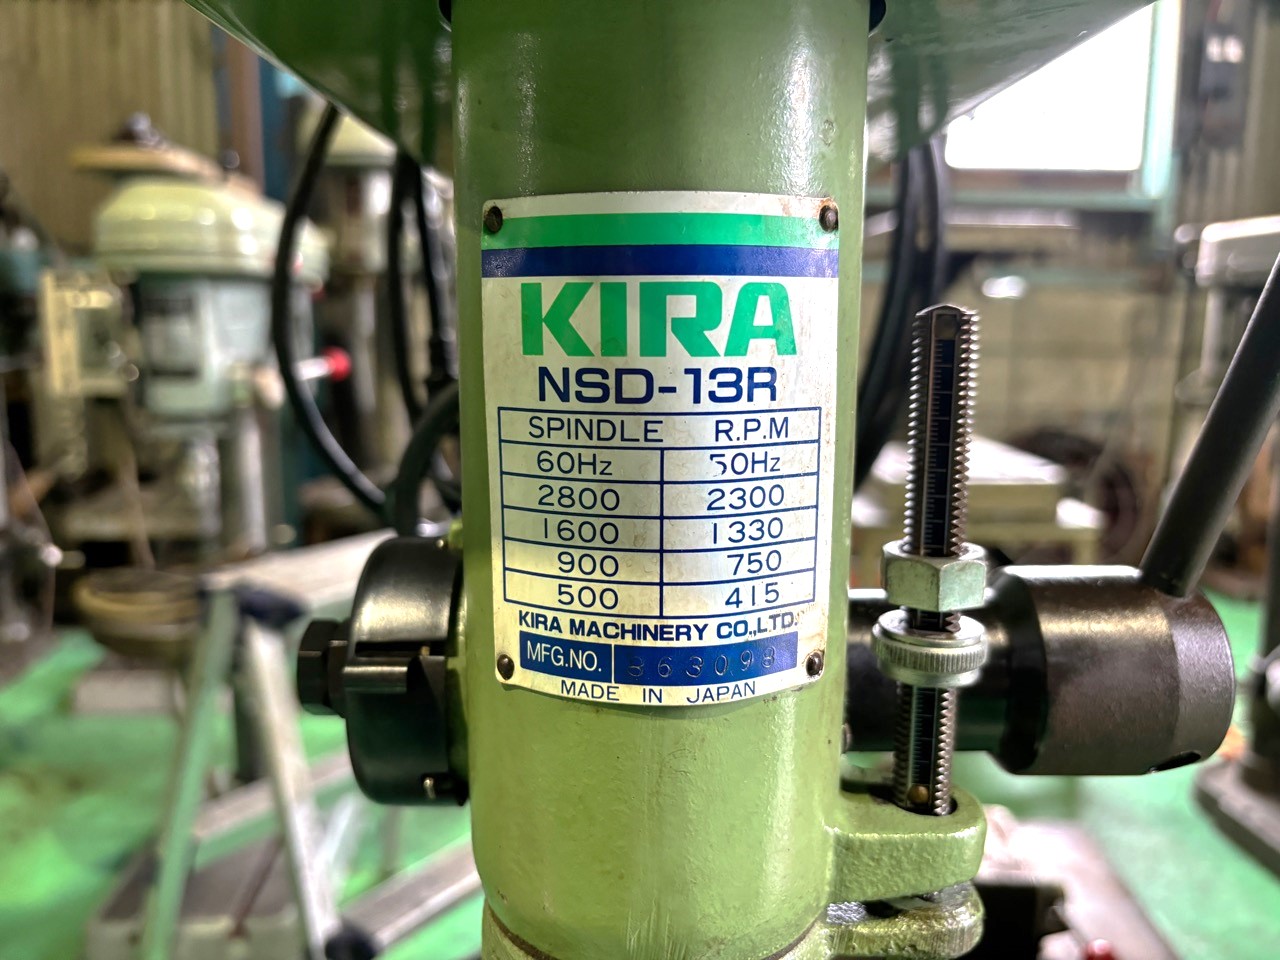 KIRA
NSD-13R
SPINDLE R.P.M
60Hz 50Hz
2800 2300
1600 1330
900 750
500 415
KIRA MACHINERY CO.,LTD.
MFG.NO. 363098
MADE IN JAPAN